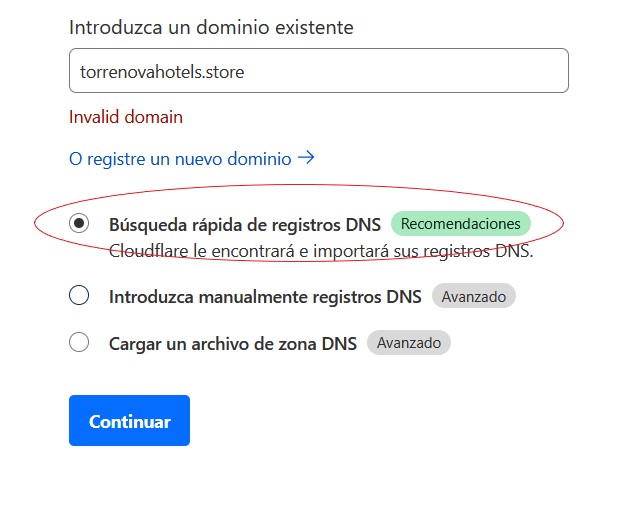 Introduzca un dominio existente
torrenovahotels.store
Invalid domain
O registre un nuevo dominio →
Búsqueda rápida de registros DNS Recomendaciones
Cloudflare le encontrará e importará sus registros DNS.
Introduzca manualmente registros DNS Avanzado
Cargar un archivo de zona DNS Avanzado
Continuar